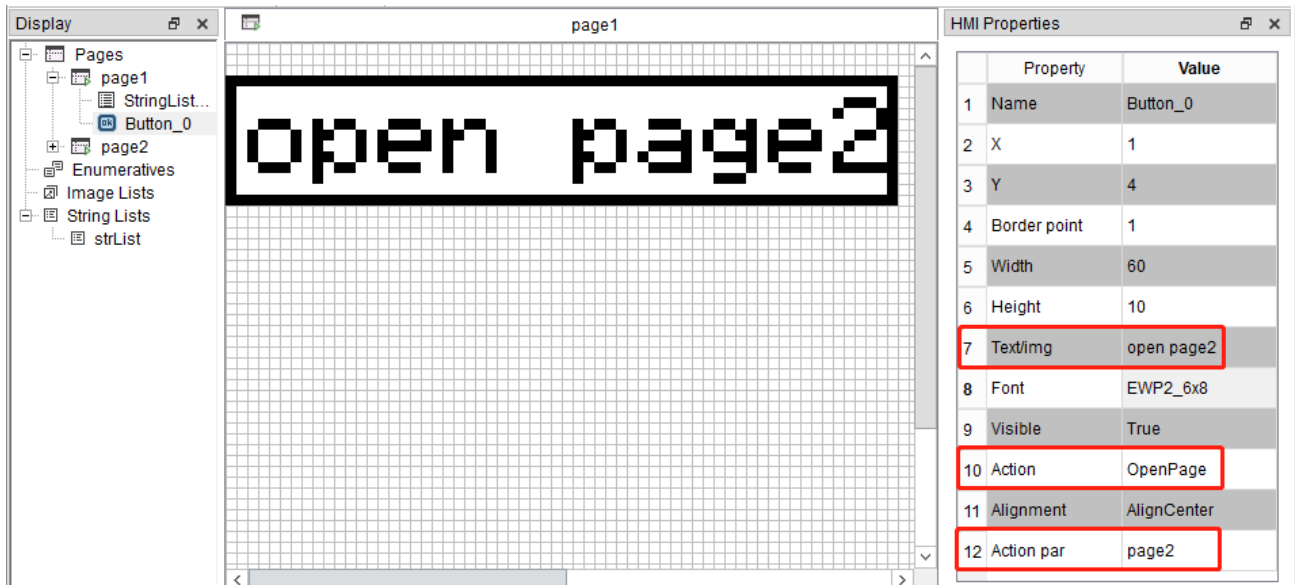 Display
Pages
page1
StringList...
Button_0
page2
Enumeratives
Image Lists
String Lists
strList
page1
open page2
HMI Properties
Property Value
1 Name Button_0
2 X 1
3 Y 4
4 Border point 1
5 Width 60
6 Height 10
7 Text/img open page2
8 Font EWP2_6x8
9 Visible True
10 Action OpenPage
11 Alignment AlignCenter
12 Action par page2